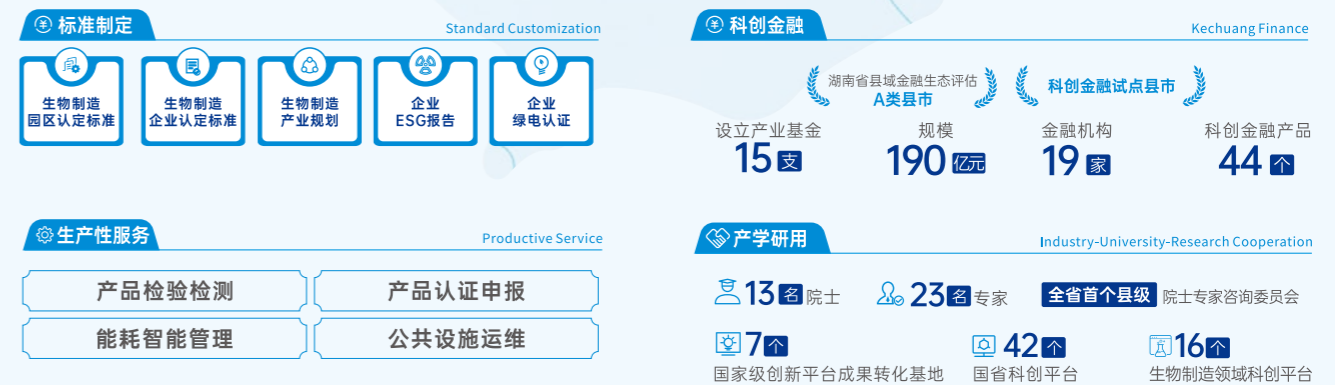 标准制定
Standard Customization
生物制造
园区认定标准
生物制造
企业认定标准
生物制造
产业规划
企业
ESG报告
企业
绿电认证
生产性服务
Productive Service
产品检验检测
产品认证申报
能耗智能管理
公共设施运维
科创金融
Kechuang Finance
湖南省县域金融生态评估
A类县市
科创金融试点县市
设立产业基金
15支
规模
190亿元
金融机构
19家
科创金融产品
44个
产学研用
Industry-University-Research Cooperation
13名院士
23名专家
全省首个县级 院士专家咨询委员会
7个
国家级创新平台成果转化基地
42个
国省科创平台
16个
生物制造领域科创平台